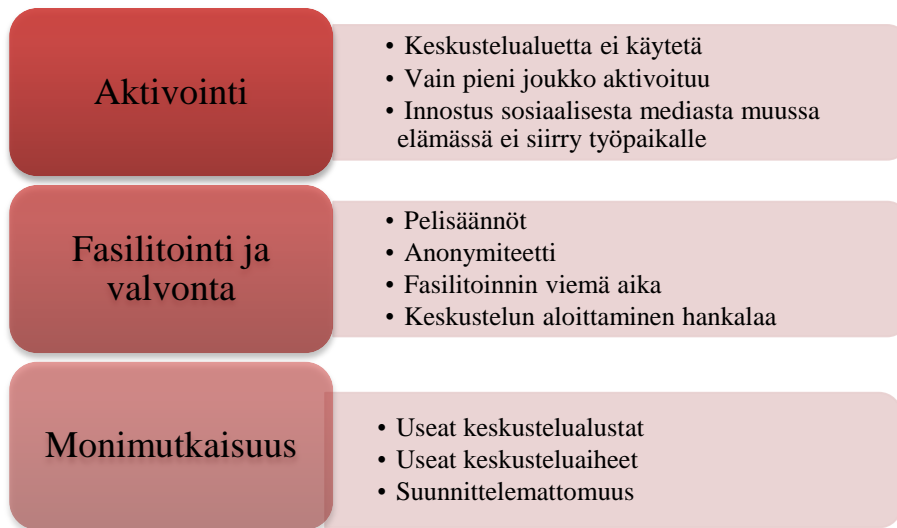 Aktivointi
• Keskustelualuetta ei käytetä
• Vain pieni joukko aktivoituu
• Innostus sosiaalisesta mediasta muussa
elämässä ei siirry työpaikalle
Fasilitointi ja
valvonta
• Pelisäännöt
• Anonymiteetti
• Fasilitoinnin viemä aika
• Keskustelun aloittaminen hankalaa
Monimutkaisuus
• Useat keskustelualustat
• Useat keskusteluaiheet
• Suunnittelemattomuus